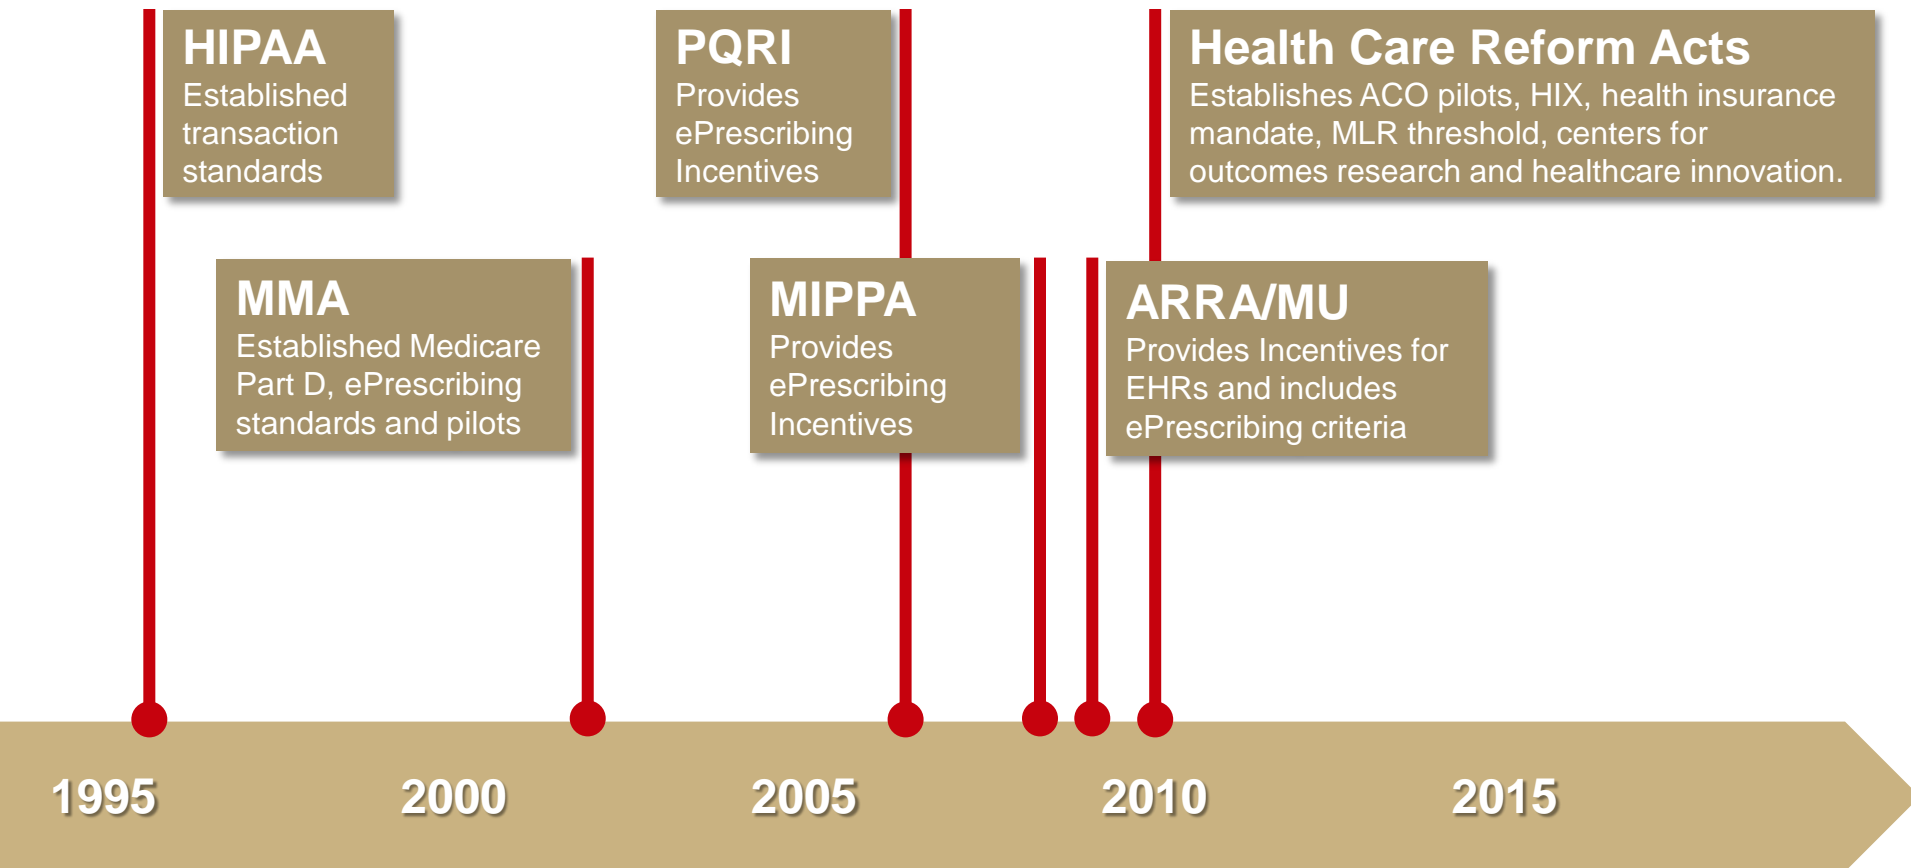 HIPAA
Established
transaction
standards
PQRI
Provides
ePrescribing
Incentives
Health Care Reform Acts
Establishes ACO pilots, HIX, health insurance
mandate, MLR threshold, centers for
outcomes research and healthcare innovation.
MMA
Established Medicare
Part D, ePrescribing
standards and pilots
MIPPA
Provides
ePrescribing
Incentives
ARRA/MU
Provides Incentives for
EHRs and includes
ePrescribing criteria
1995 2000 2005 2010 2015